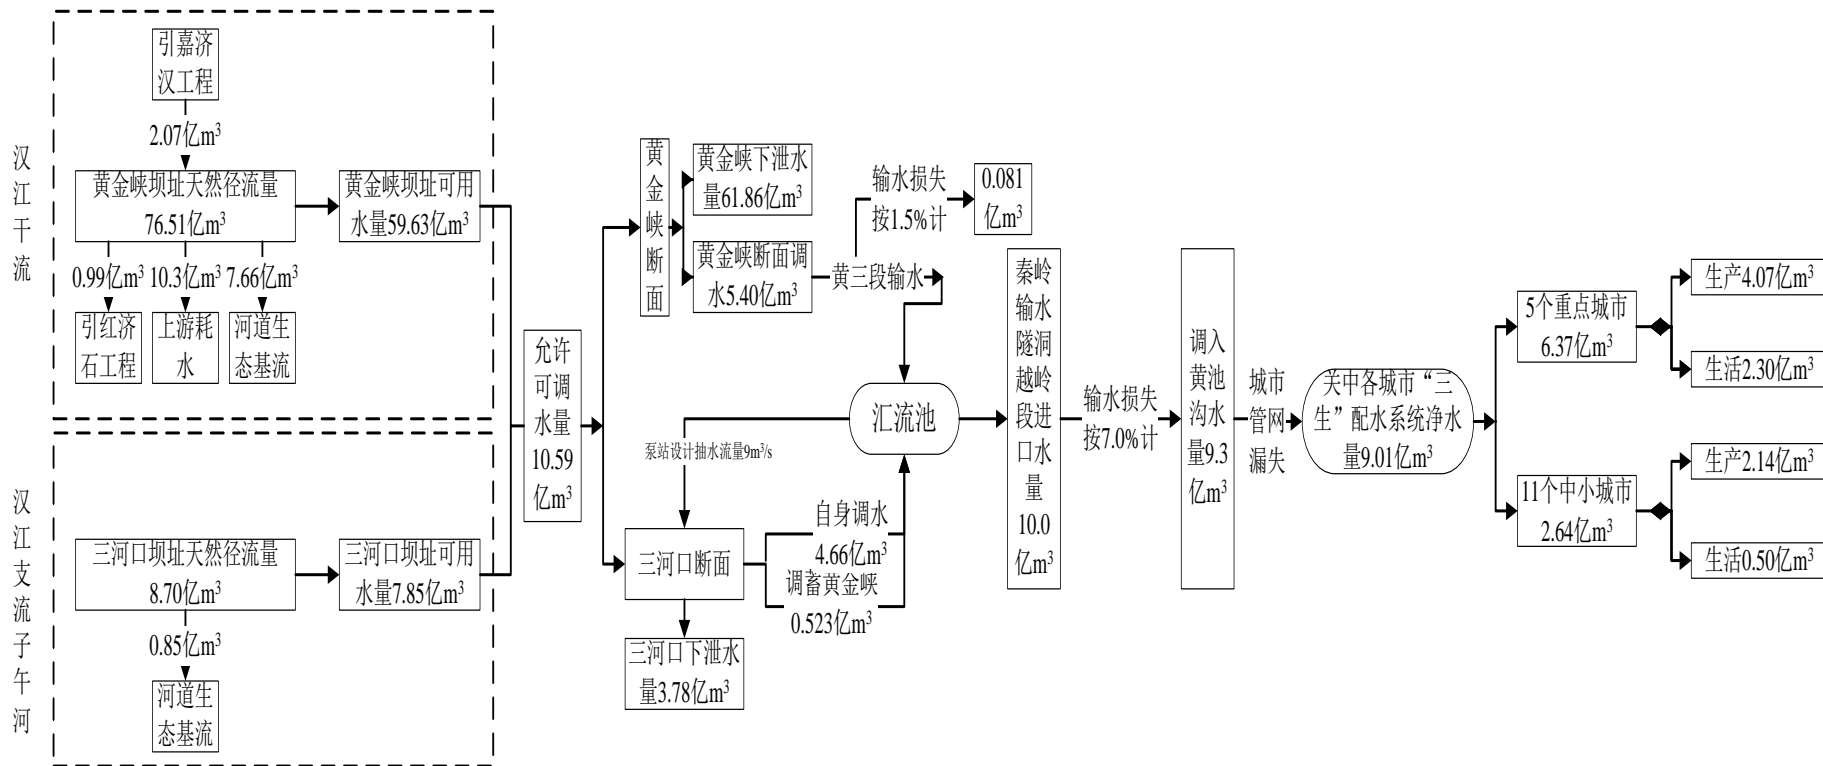 汉江干流
引嘉济
汉工程
2.07亿m³
黄金峡坝址天然径流量
76.51亿m³
黄金峡坝址可用
水量59.63亿m³
0.99亿m³
10.3亿m³
7.66亿m³
引红济
石工程
上游耗
水
河道生
态基流
汉江支流子午河
三河口坝址天然径流量
8.70亿m³
三河口坝址可用
水量7.85亿m³
0.85亿m³
河道生
态基流
允许
可调
水量
10.59
亿m³
黄金峡断面
黄金峡下泄水
量61.86亿m³
黄金峡断面调
水5.40亿m³
输水损失
按1.5%计
0.081
亿m³
黄三段输水
汇流池
泵站设计抽水流量9m³/s
三河口断面
自身调水
4.66亿m³
调蓄黄金峡
0.523亿m³
三河口下泄水
量3.78亿m³
秦岭
输水
隧洞
越岭
段进
口水
量
10.0
亿m³
输水损失
按7.0%计
调入
黄池
沟水
量9.3
亿m³
城市
管网
漏失
关中各城市“三
生”配水系统净水
量9.01亿m³
5个重点城市
6.37亿m³
生产4.07亿m³
生活2.30亿m³
11个中小城市
2.64亿m³
生产2.14亿m³
生活0.50亿m³